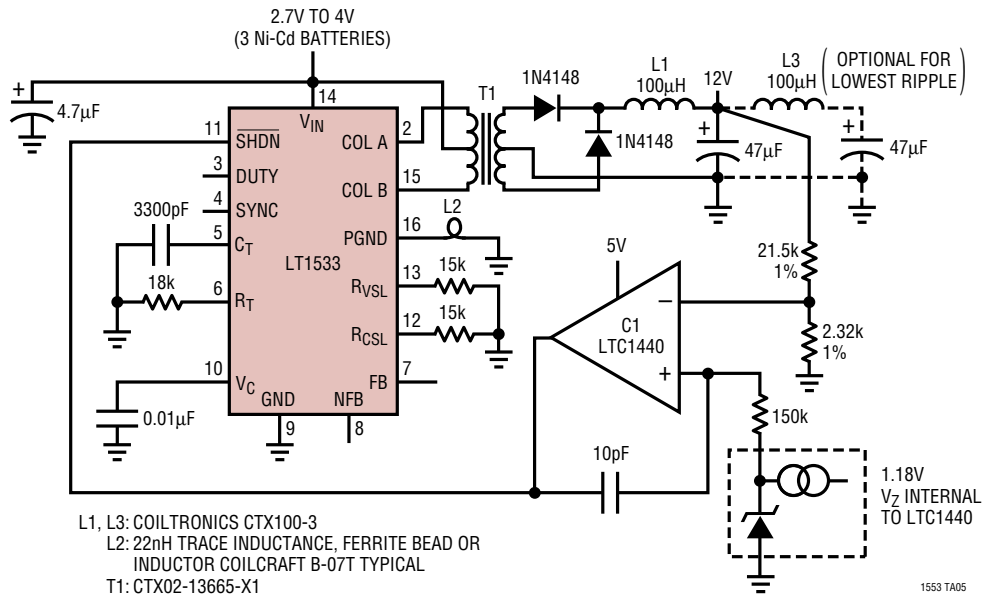 2.7V TO 4V
(3 Ni-Cd BATTERIES)
+
4.7µF
14
VIN
11
SHDN
3
DUTY
4
SYNC
3300pF
5
CT
18k
6
RT
10
VC
0.01µF
GND
9
NFB
8
LT1533
COL A
2
COL B
15
PGND
16
L2
RVSL
13
15k
RCSL
12
15k
FB
7
T1
1N4148
1N4148
L1
100µH
12V
+
47µF
L3
100µH
(OPTIONAL FOR
LOWEST RIPPLE)
+
47µF
21.5k
1%
2.32k
1%
5V
C1
LTC1440
–
+
150k
10pF
1.18V
VZ INTERNAL
TO LTC1440
L1, L3: COILTRONICS CTX100-3
L2: 22nH TRACE INDUCTANCE, FERRITE BEAD OR
INDUCTOR COILCRAFT B-07T TYPICAL
T1: CTX02-13665-X1
1553 TA05